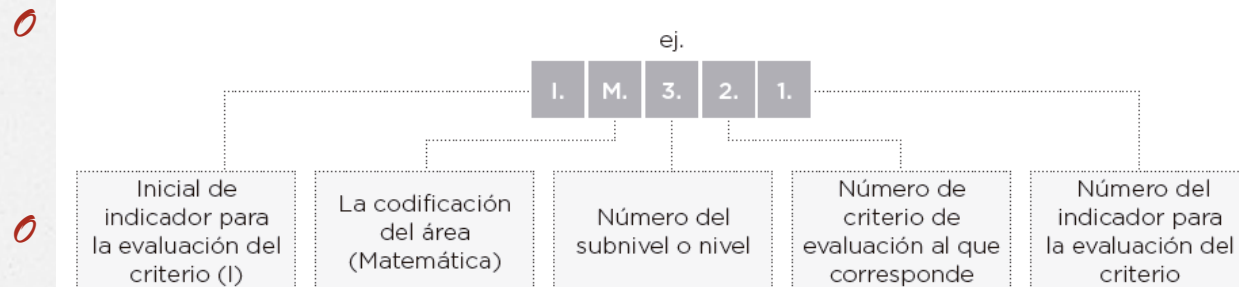 ej.
I. M. 3. 2. 1.
Inicial de
indicador para
la evaluación del
criterio (I)
La codificación
del área
(Matemática)
Número del
subnivel o nivel
Número de
criterio de
evaluación al que
corresponde
Número del
indicador para
la evaluación del
criterio